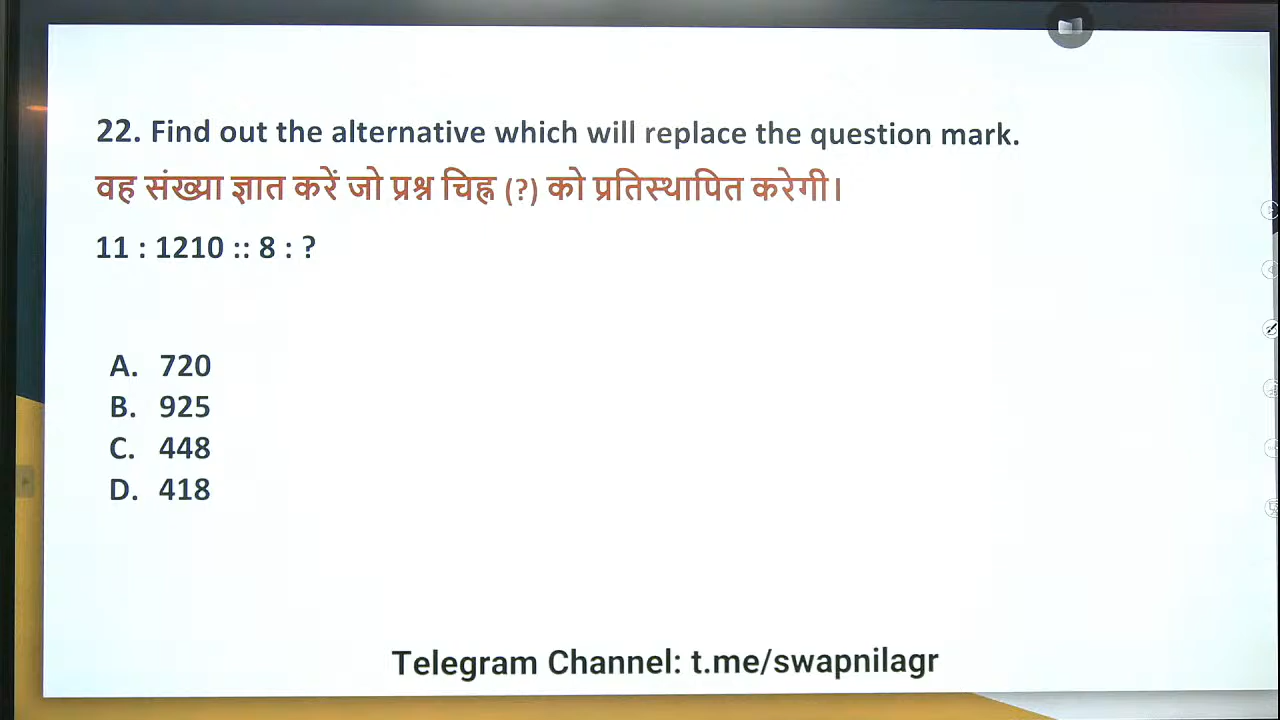 22. Find out the alternative which will replace the question mark.
वह संख्या ज्ञात करें जो प्रश्न चिह्न (?) को प्रतिस्थापित करेगी।
11 : 1210 :: 8 : ?
A. 720
B. 925
C. 448
D. 418
Telegram Channel: t.me/swapnilagr